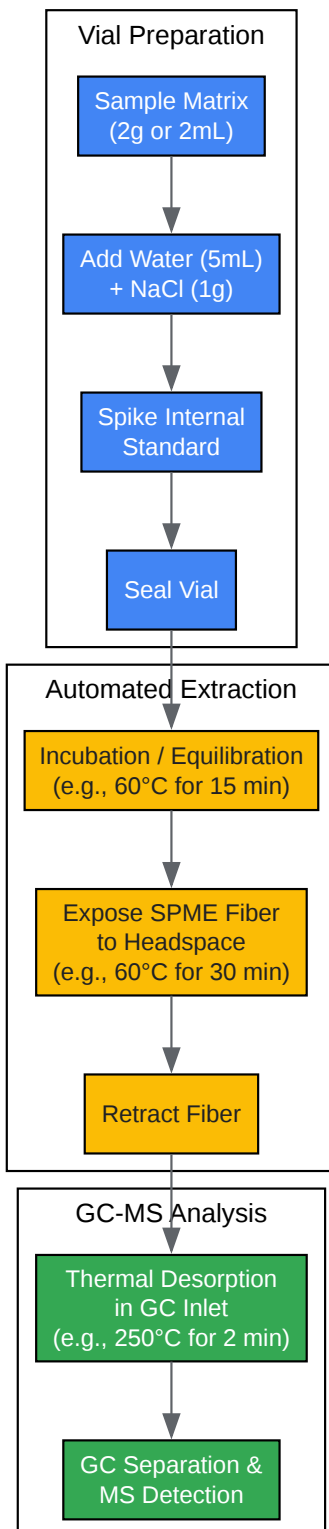 Vial Preparation
Sample Matrix
(2g or 2mL)
Add Water (5mL)
+ NaCl (1g)
Spike Internal
Standard
Seal Vial
Automated Extraction
Incubation / Equilibration
(e.g., 60°C for 15 min)
Expose SPME Fiber
to Headspace
(e.g., 60°C for 30 min)
Retract Fiber
GC-MS Analysis
Thermal Desorption
in GC Inlet
(e.g., 250°C for 2 min)
GC Separation &
MS Detection